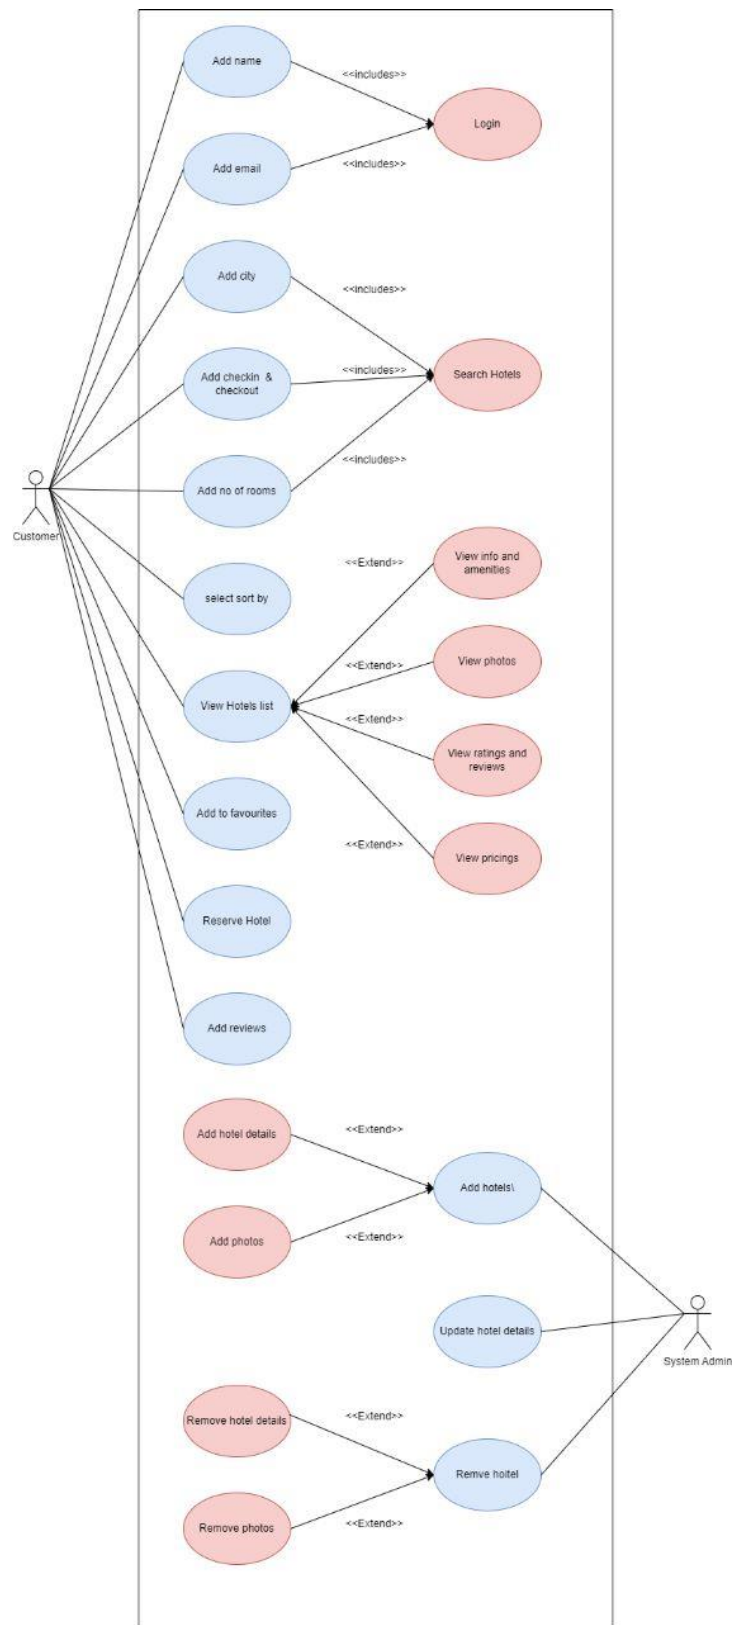 Add name
<<includes>>
Login
Add email
<<includes>>
Add city
<<includes>>
Add checkin & 
checkout
<<includes>>
Search Hotels
Add no of rooms
<<includes>>
Customer
select sort by
<<Extend>>
View info and
amenities
<<Extend>>
View photos
View Hotels list
<<Extend>>
View ratings and
reviews
Add to favourites
<<Extend>>
View pricings
Reserve Hotel
Add reviews
Add hotel details
<<Extend>>
Add hotels\
Add photos
<<Extend>>
Update hotel details
System Admin
Remove hotel details
<<Extend>>
Remve hoitel
Remove photos
<<Extend>>